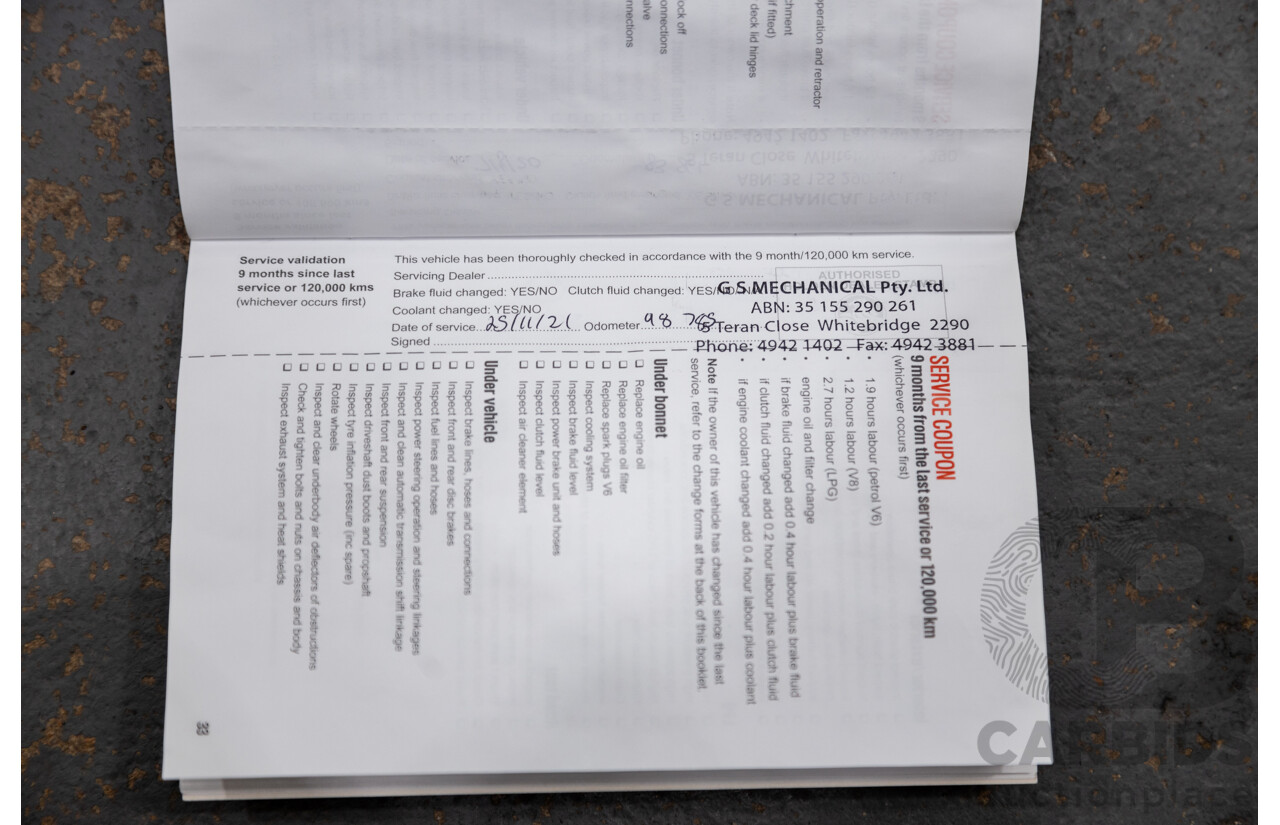 ock off
onnections
alve
nnections
chment
if fitted)
deck lid hinges
peration and retractor
Service validation
9 months since last
service or 120,000 kms
(whichever occurs first)
This vehicle has been thoroughly checked in accordance with the 9 month/120,000 km service.
Servicing Dealer
Brake fluid changed: YES/NO Clutch fluid changed: YES/NO/NA
Coolant changed: YES/NO
Date of service 25/11/21 Odometer 98 785
Signed
AUTHORISED
G S MECHANICAL Pty. Ltd.
ABN: 35 155 290 261
5 Teran Close Whitebridge 2290
Phone: 4942 1402 Fax: 4942 3881
SERVICE COUPON
9 months from the last service or 120,000 km
(whichever occurs first)
• 1.9 hours labour (petrol V6)
• 1.2 hours labour (V8)
• 2.7 hours labour (LPG)
engine oil and filter change
• if brake fluid changed add 0.4 hour labour plus brake fluid
• if clutch fluid changed add 0.2 hour labour plus clutch fluid
• if engine coolant changed add 0.4 hour labour plus coolant
Note If the owner of this vehicle has changed since the last
service, refer to the change forms at the back of this booklet.
Under bonnet
☐ Replace engine oil
☐ Replace engine oil filter
☐ Replace spark plugs V6
☐ Inspect cooling system
☐ Inspect brake fluid level
☐ Inspect power brake unit and hoses
☐ Inspect clutch fluid level
☐ Inspect air cleaner element
Under vehicle
☐ Inspect brake lines, hoses and connections
☐ Inspect front and rear disc brakes
☐ Inspect fuel lines and hoses
☐ Inspect power steering operation and steering linkages
☐ Inspect and clean automatic transmission shift linkage
☐ Inspect front and rear suspension
☐ Inspect driveshaft dust boots and propshaft
☐ Inspect tyre inflation pressure (inc spare)
☐ Rotate wheels
☐ Inspect and clear underbody air deflectors of obstructions
☐ Check and tighten bolts and nuts on chassis and body
☐ Inspect exhaust system and heat shields
33
CARBIDS
auctionplace